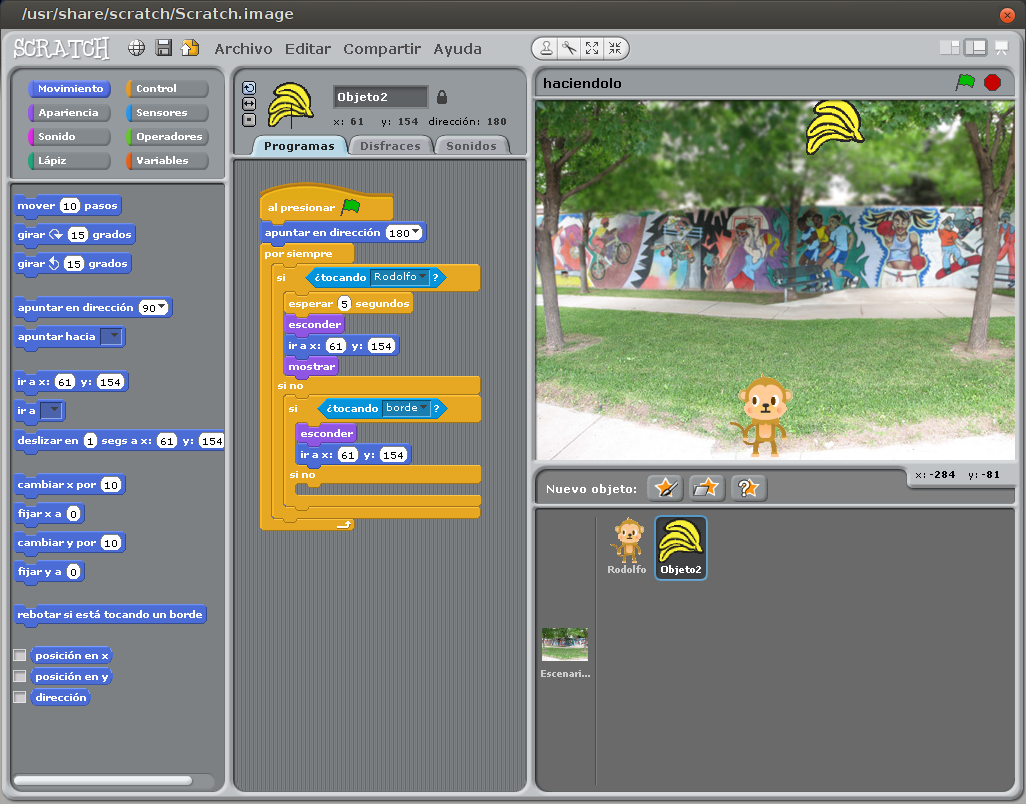 /usr/share/scratch/Scratch.image
SCRATCH
Archivo Editar Compartir Ayuda
Movimiento Control
Apariencia Sensores
Sonido Operadores
Lápiz Variables
mover 10 pasos
girar 15 grados
girar 15 grados
apuntar en dirección 90
apuntar hacia
ir a x: 61 y: 154
ir a
deslizar en 1 segs a x: 61 y: 154
cambiar x por 10
fijar x a 0
cambiar y por 10
fijar y a 0
rebotar si está tocando un borde
posición en x
posición en y
dirección
Objeto2
x: 61 y: 154 dirección: 180
Programas Disfraces Sonidos
al presionar
apuntar en dirección 180
por siempre
si ¿tocando Rodolfo ?
esperar 5 segundos
esconder
ir a x: 61 y: 154
mostrar
si no
si ¿tocando borde ?
esconder
ir a x: 61 y: 154
si no
haciendolo
x: -284 y: -81
Nuevo objeto:
Rodolfo
Objeto2
Escenari...